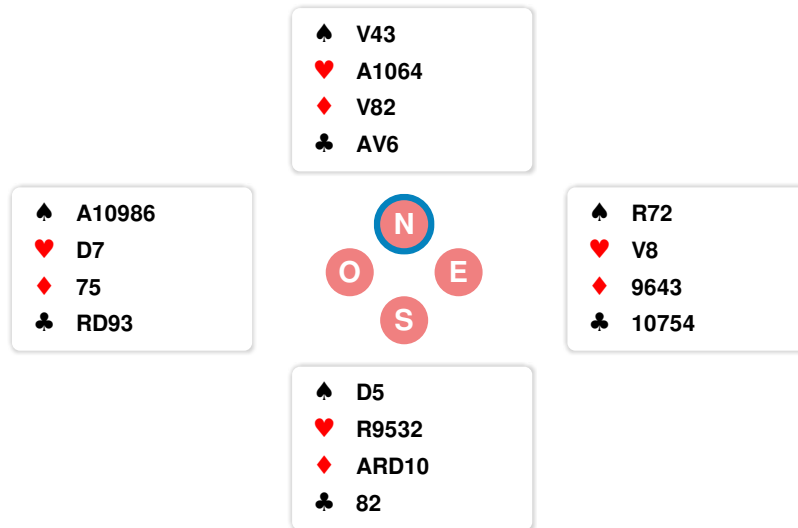 ♠ V43
♥ A1064
♦ V82
♣ AV6
♠ A10986
♥ D7
♦ 75
♣ RD93
N
O
E
S
♠ R72
♥ V8
♦ 9643
♣ 10754
♠ D5
♥ R9532
♦ ARD10
♣ 82